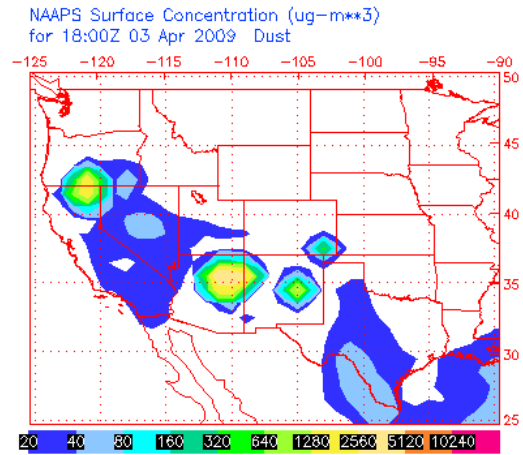 NAAPS Surface Concentration (ug-m**3)
for 18:00Z 03 Apr 2009 Dust
-125 -120 -115 -110 -105 -100 -95 -90
50
45
40
35
30
25
20 40 80 160 320 640 1280 2560 5120 10240